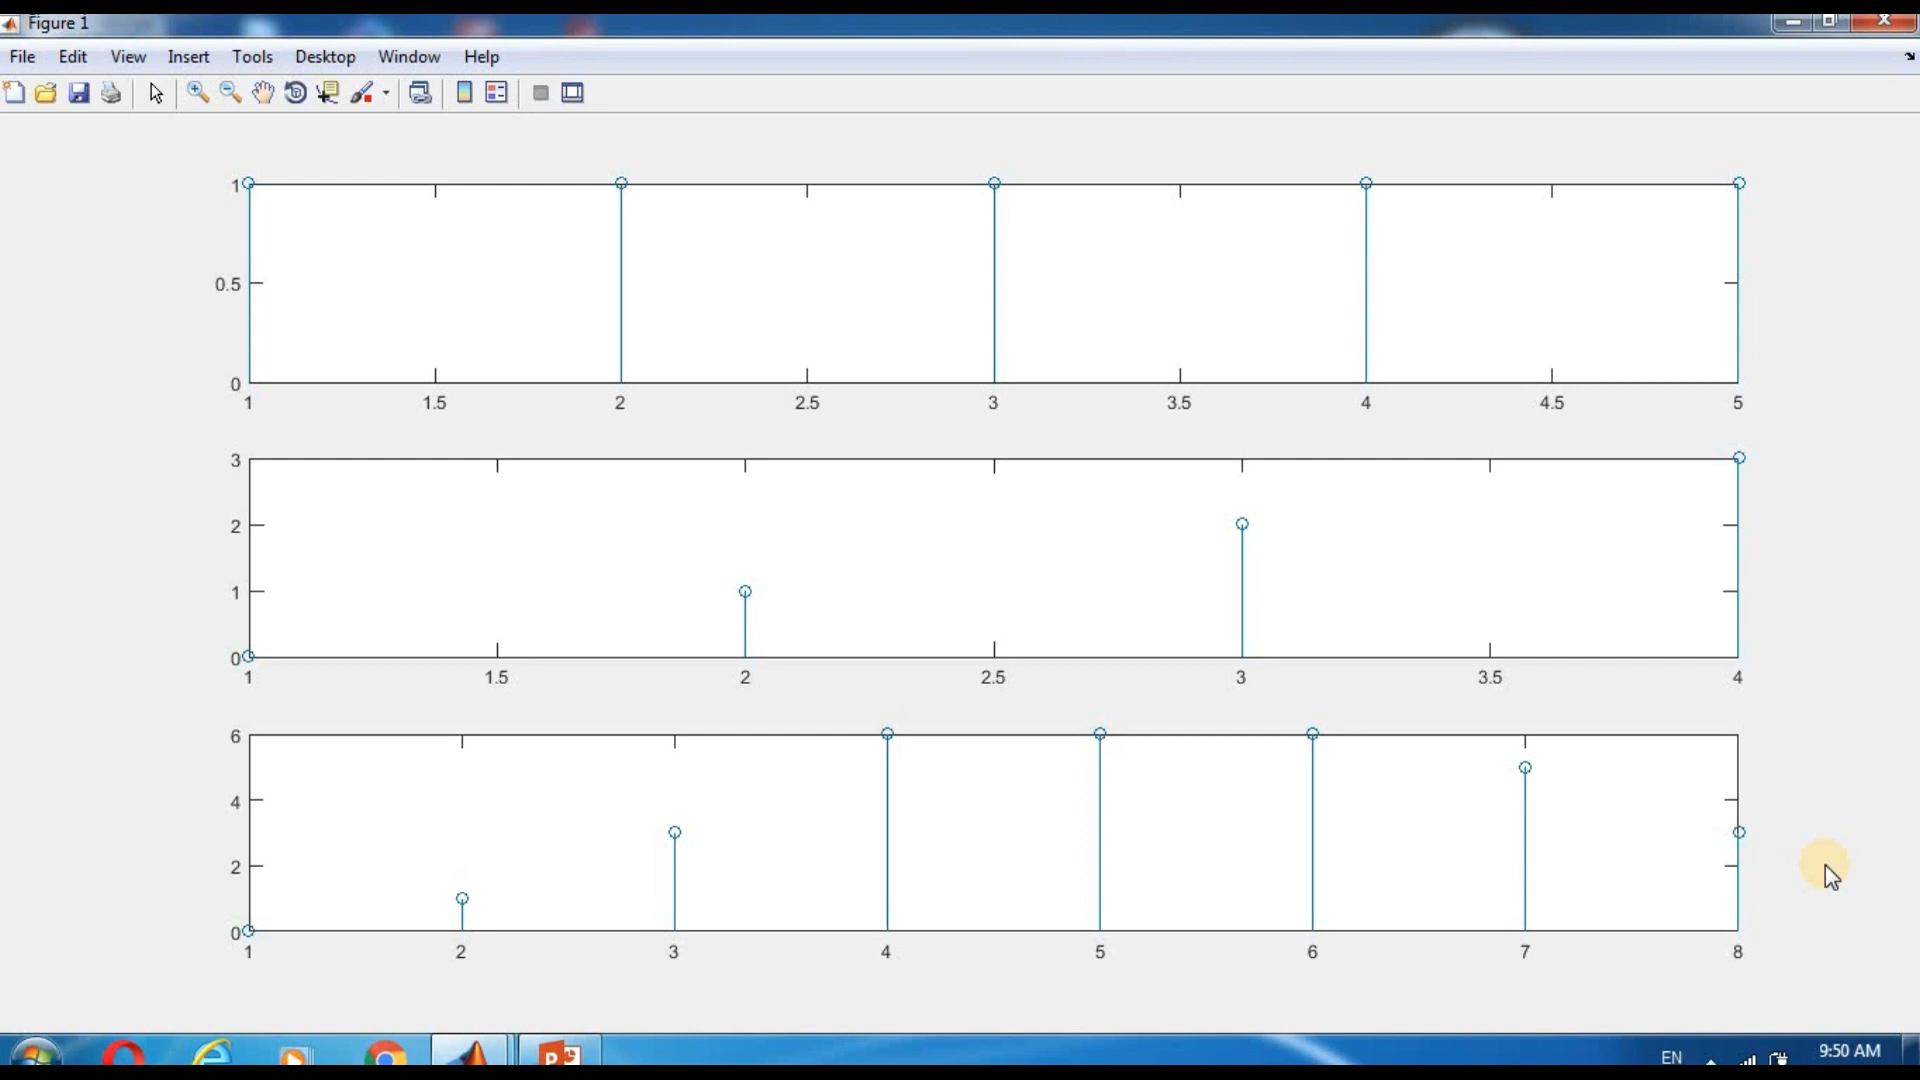 Figure 1
File Edit View Insert Tools Desktop Window Help
1
0.5
0
1 1.5 2 2.5 3 3.5 4 4.5 5
3
2
1
0
1 1.5 2 2.5 3 3.5 4
6
4
2
0
1 2 3 4 5 6 7 8
EN 9:50 AM